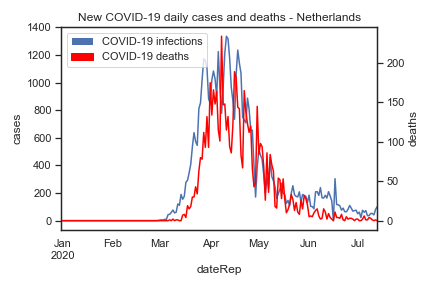 New COVID-19 daily cases and deaths - Netherlands
COVID-19 infections
COVID-19 deaths
1400
1200
1000
800
600
400
200
0
cases
200
150
100
50
0
deaths
Jan Feb Mar Apr May Jun Jul
2020
dateRep